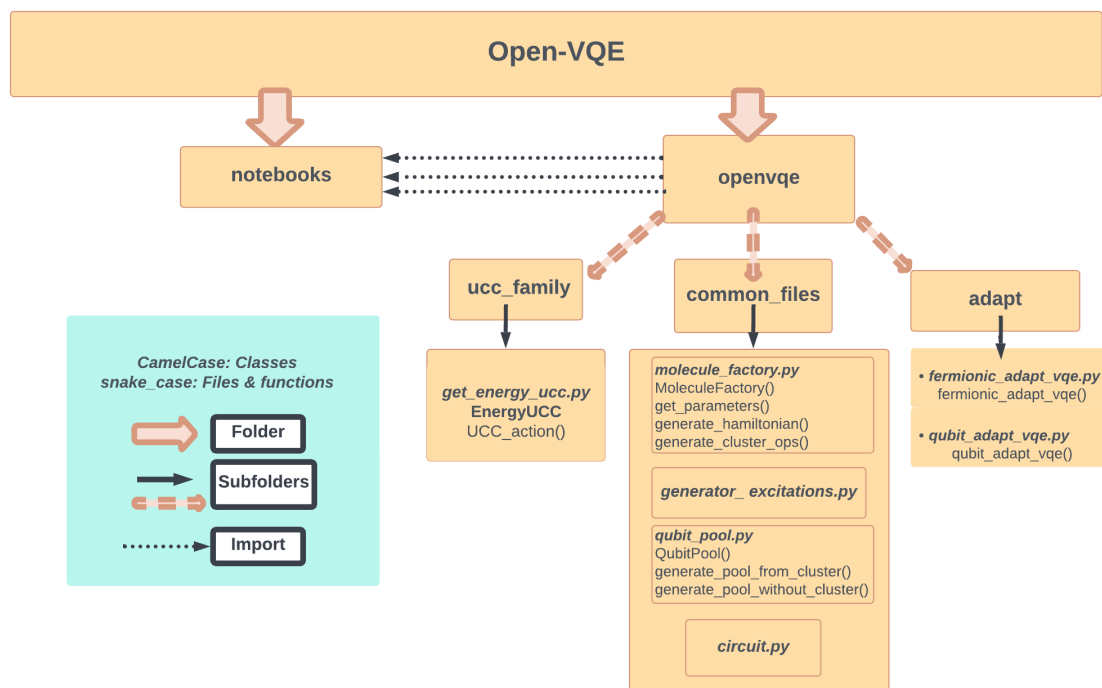 Open-VQE
notebooks
openvqe
ucc_family
common_files
adapt
CamelCase: Classes
snake_case: Files & functions
Folder
Subfolders
Import
get_energy_ucc.py
EnergyUCC
UCC_action()
molecule_factory.py
MoleculeFactory()
get_parameters()
generate_hamiltonian()
generate_cluster_ops()
generator_ excitations.py
qubit_pool.py
QubitPool()
generate_pool_from_cluster()
generate_pool_without_cluster()
circuit.py
• fermionic_adapt_vqe.py
fermionic_adapt_vqe()
• qubit_adapt_vqe.py
qubit_adapt_vqe()